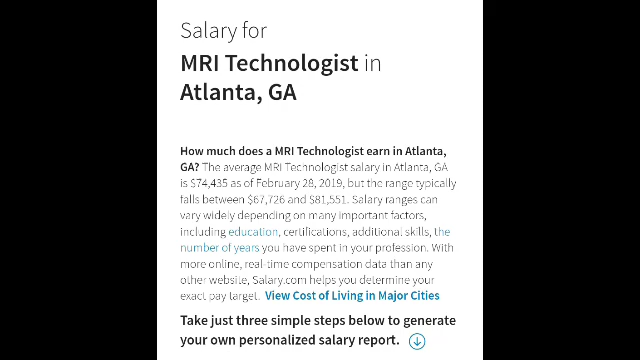 Salary for
MRI Technologist in
Atlanta, GA
How much does a MRI Technologist earn in Atlanta,
GA? The average MRI Technologist salary in Atlanta, GA
is $74,435 as of February 28, 2019, but the range typically
falls between $67,726 and $81,551. Salary ranges can
vary widely depending on many important factors,
including education, certifications, additional skills, the
number of years you have spent in your profession. With
more online, real-time compensation data than any
other website, Salary.com helps you determine your
exact pay target. View Cost of Living in Major Cities
Take just three simple steps below to generate
your own personalized salary report.